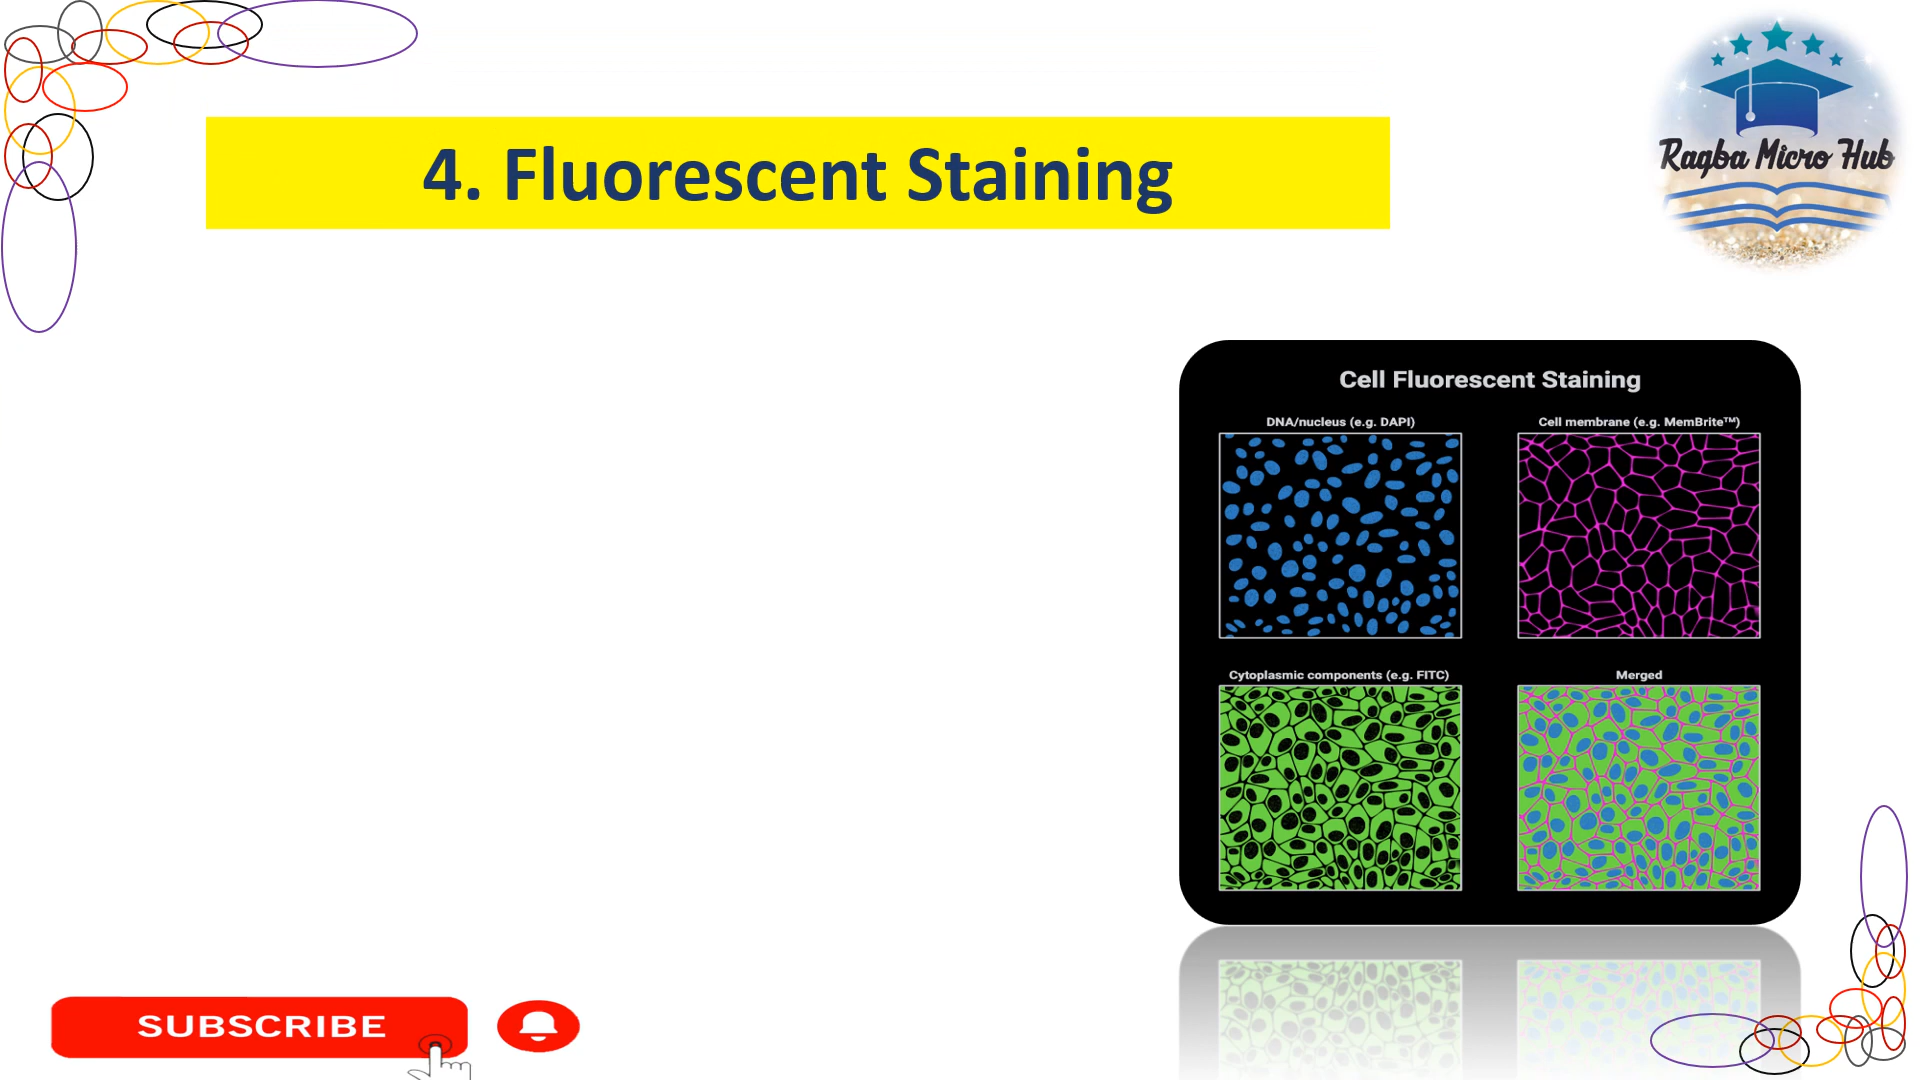 4. Fluorescent Staining
Ragba Micro Hub
Cell Fluorescent Staining
DNA/nucleus (e.g. DAPI)
Cell membrane (e.g. MemBrite™)
Cytoplasmic components (e.g. FITC)
Merged
SUBSCRIBE